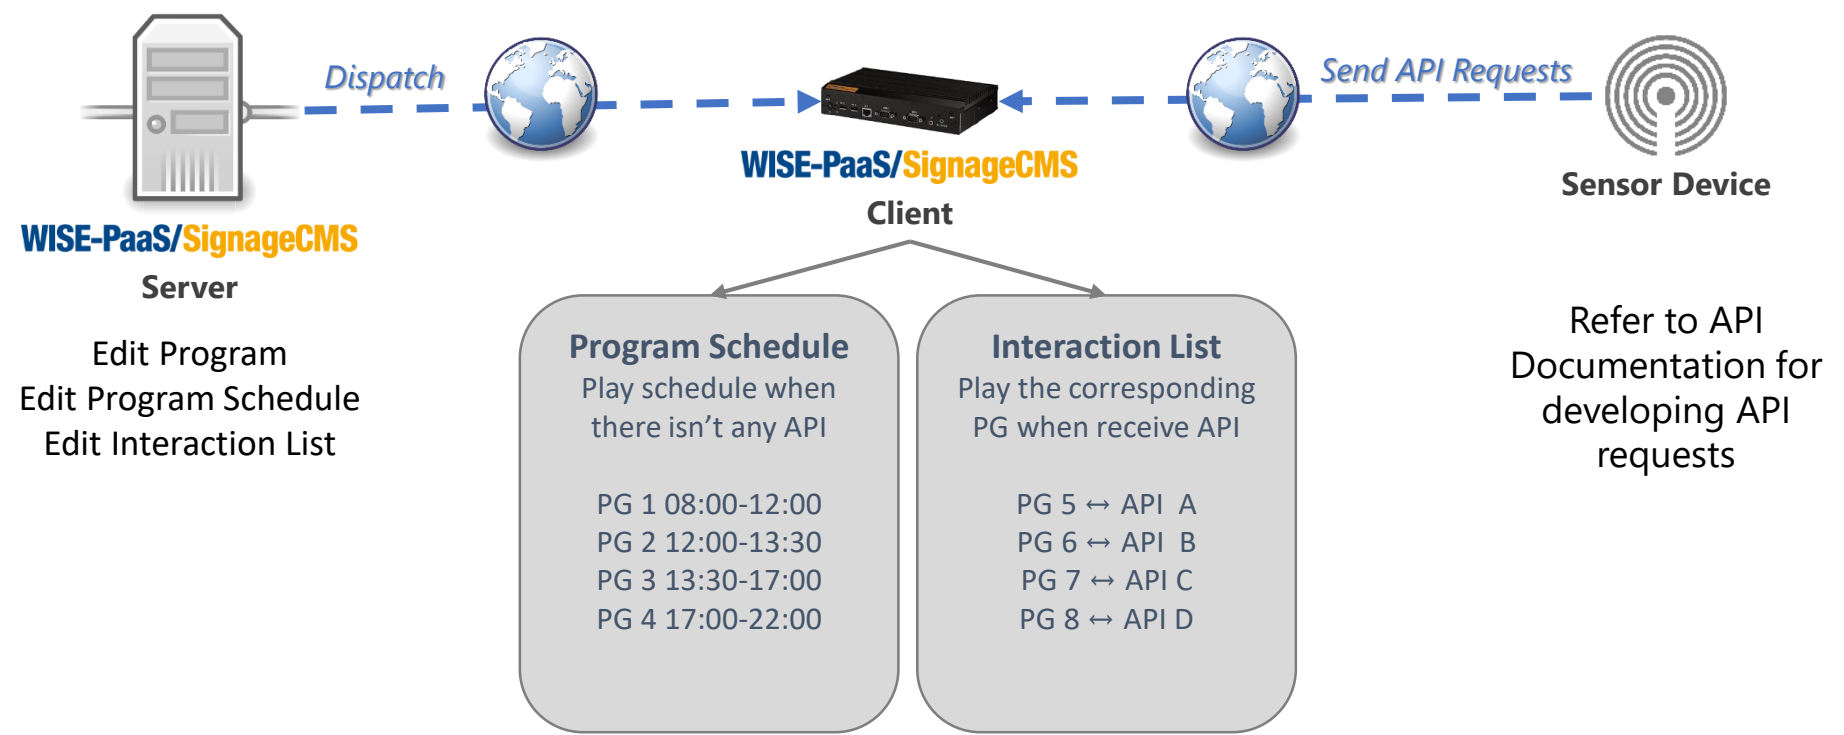 Dispatch
Send API Requests
WISE-PaaS/SignageCMS
Server
Edit Program
Edit Program Schedule
Edit Interaction List
WISE-PaaS/SignageCMS
Client
Program Schedule
Play schedule when
there isn't any API
PG 1 08:00-12:00
PG 2 12:00-13:30
PG 3 13:30-17:00
PG 4 17:00-22:00
Interaction List
Play the corresponding
PG when receive API
PG 5 ↔ API A
PG 6 ↔ API B
PG 7 ↔ API C
PG 8 ↔ API D
Sensor Device
Refer to API
Documentation for
developing API
requests